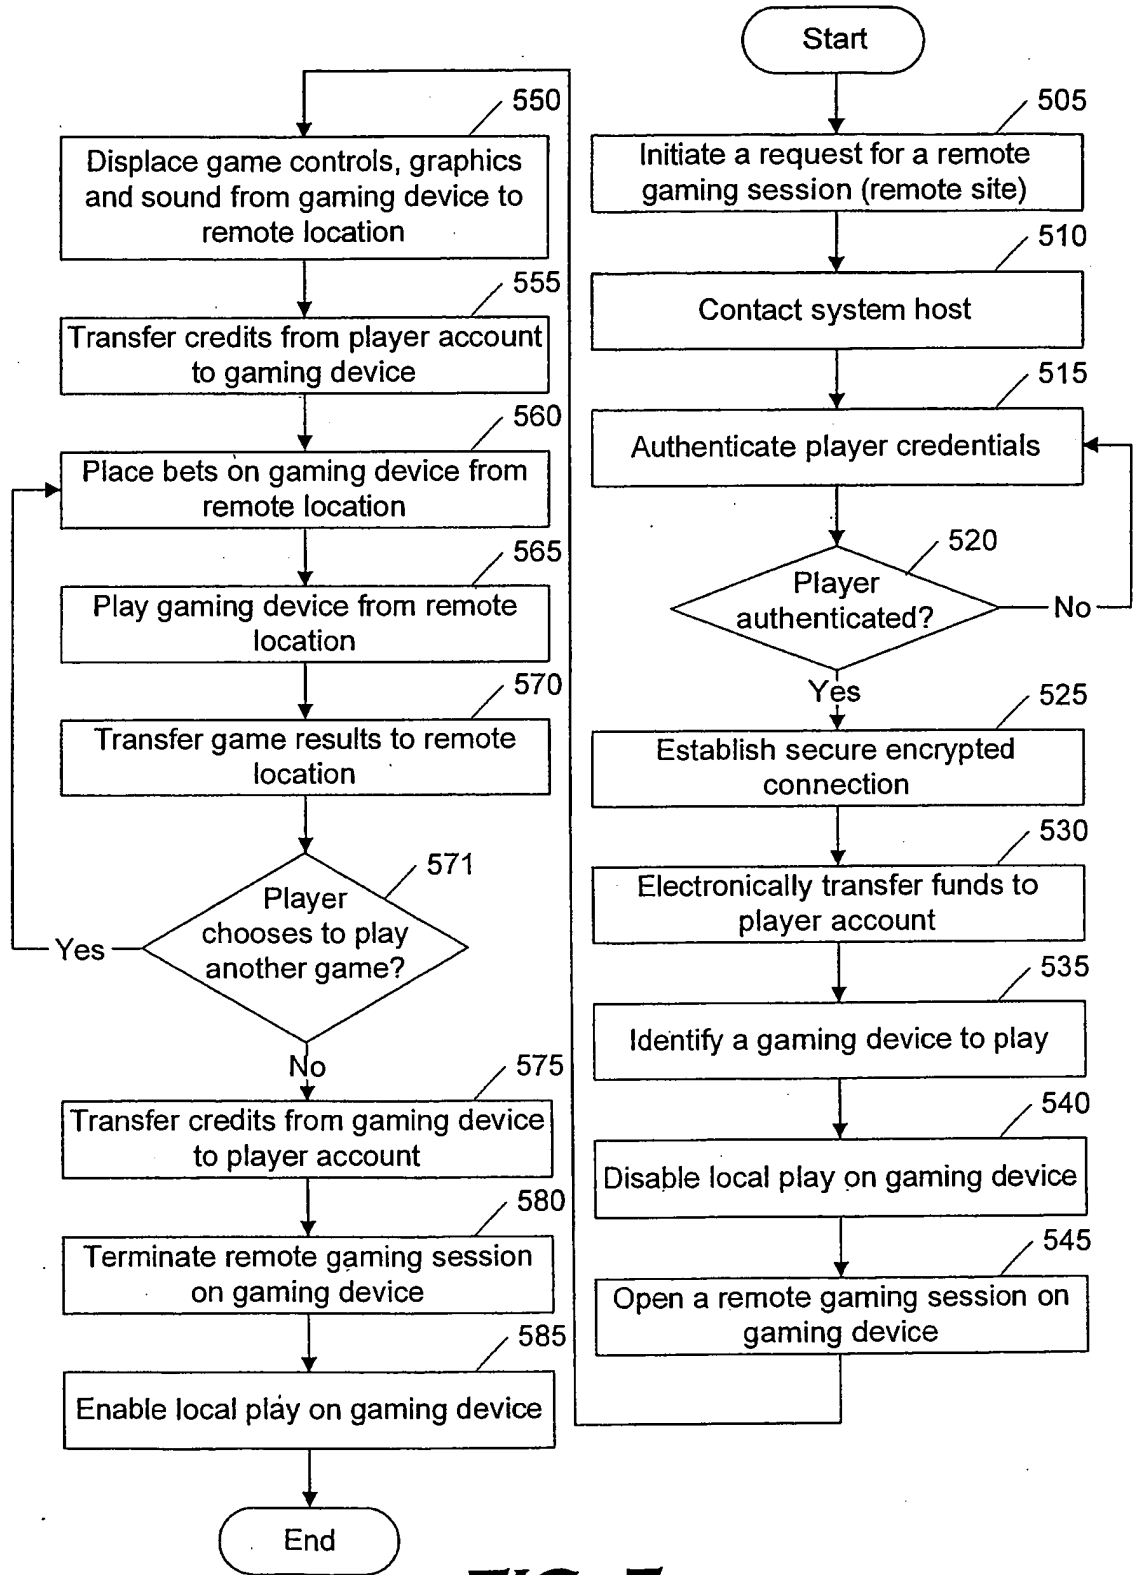 Start
505
Initiate a request for a remote
gaming session (remote site)
510
Contact system host
515
Authenticate player credentials
520
Player
authenticated?
No
Yes
525
Establish secure encrypted
connection
530
Electronically transfer funds to
player account
535
Identify a gaming device to play
540
Disable local play on gaming device
545
Open a remote gaming session on
gaming device
550
Displace game controls, graphics
and sound from gaming device to
remote location
555
Transfer credits from player account
to gaming device
560
Place bets on gaming device from
remote location
565
Play gaming device from remote
location
570
Transfer game results to remote
location
571
Player
chooses to play
another game?
Yes
No
575
Transfer credits from gaming device
to player account
580
Terminate remote gaming session
on gaming device
585
Enable local play on gaming device
End